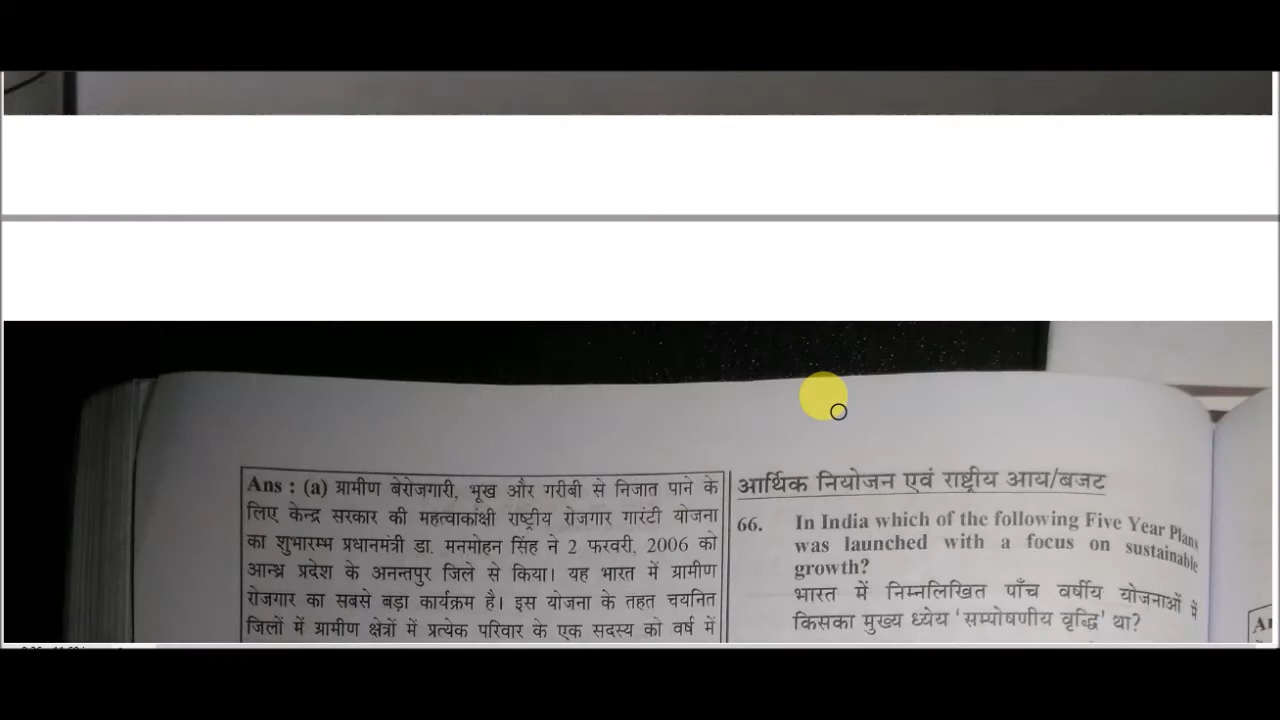 Ans : (a) ग्रामीण बेरोजगारी, भूख और गरीबी से निजात पाने के
लिए केन्द्र सरकार की महत्वाकांक्षी राष्ट्रीय रोजगार गारंटी योजना
का शुभारम्भ प्रधानमंत्री डा. मनमोहन सिंह ने 2 फरवरी, 2006 को
आन्ध्र प्रदेश के अनन्तपुर जिले से किया। यह भारत में ग्रामीण
रोजगार का सबसे बड़ा कार्यक्रम है। इस योजना के तहत चयनित
जिलों में ग्रामीण क्षेत्रों में प्रत्येक परिवार के एक सदस्य को वर्ष में
आर्थिक नियोजन एवं राष्ट्रीय आय/बजट
66. In India which of the following Five Year Plans
was launched with a focus on sustainable
growth?
भारत में निम्नलिखित पाँच वर्षीय योजनाओं में
किसका मुख्य ध्येय ‘सम्पोषणीय वृद्धि’ था?